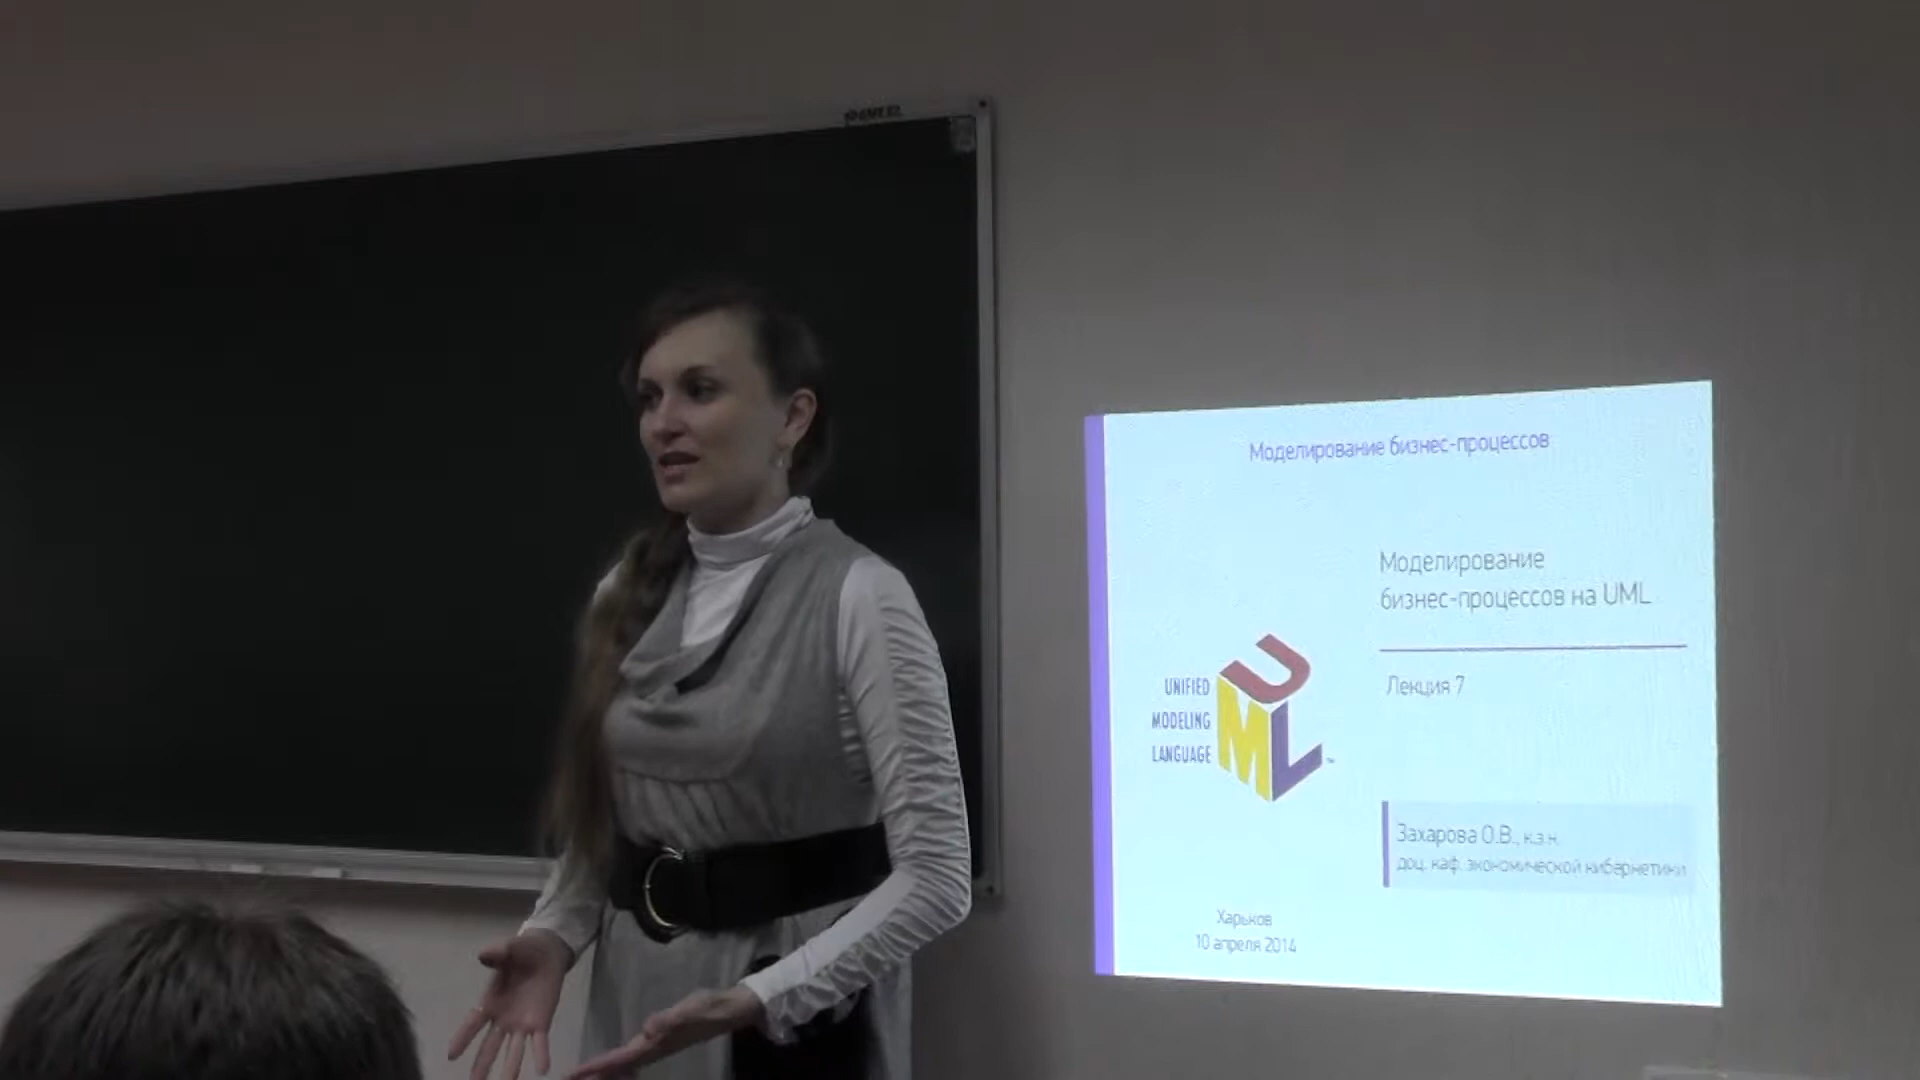 Моделирование бизнес-процессов
Моделирование
бизнес-процессов на UML
Лекция 7
UNIFIED
MODELING
LANGUAGE
UML
Захарова О.В., к.э.н.
доц. каф. экономической кибернетики
Харьков
10 апреля 2014